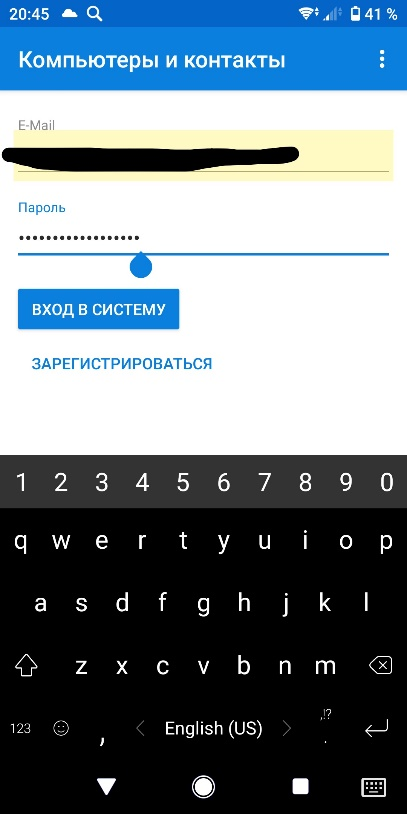 20:45 41 %
Компьютеры и контакты
E-Mail
Пароль
••••••••••••••••••
ВХОД В СИСТЕМУ
ЗАРЕГИСТРИРОВАТЬСЯ
1 2 3 4 5 6 7 8 9 0
q w e r t y u i o p
a s d f g h j k l
z x c v b n m
123 , English (US) ,!? .